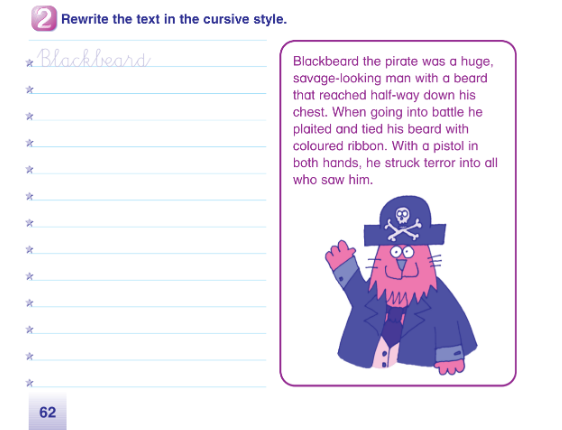 2 Rewrite the text in the cursive style.
Blackbeard
Blackbeard the pirate was a huge,
savage-looking man with a beard
that reached half-way down his
chest. When going into battle he
plaited and tied his beard with
coloured ribbon. With a pistol in
both hands, he struck terror into all
who saw him.
62